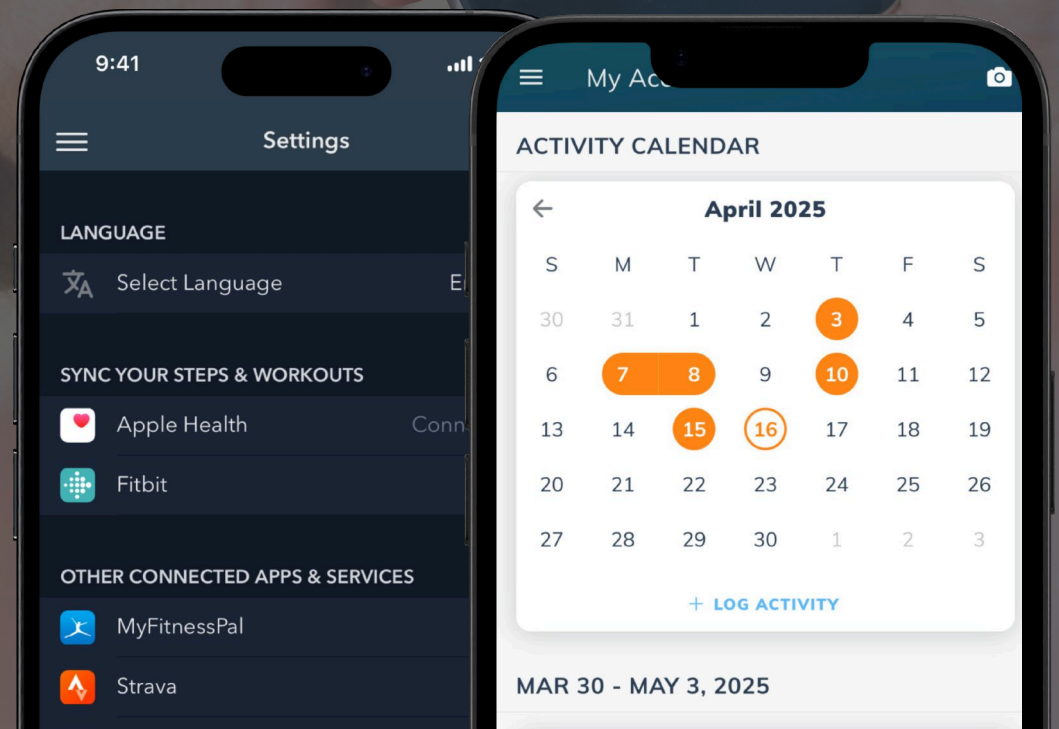 9:41
Settings
LANGUAGE
Select Language
SYNC YOUR STEPS & WORKOUTS
Apple Health
Fitbit
OTHER CONNECTED APPS & SERVICES
MyFitnessPal
Strava
My
ACTIVITY CALENDAR
April 2025
S M T W T F S
30 31 1 2 3 4 5
6 7 8 9 10 11 12
13 14 15 16 17 18 19
20 21 22 23 24 25 26
27 28 29 30 1 2 3
+ LOG ACTIVITY
MAR 30 - MAY 3, 2025